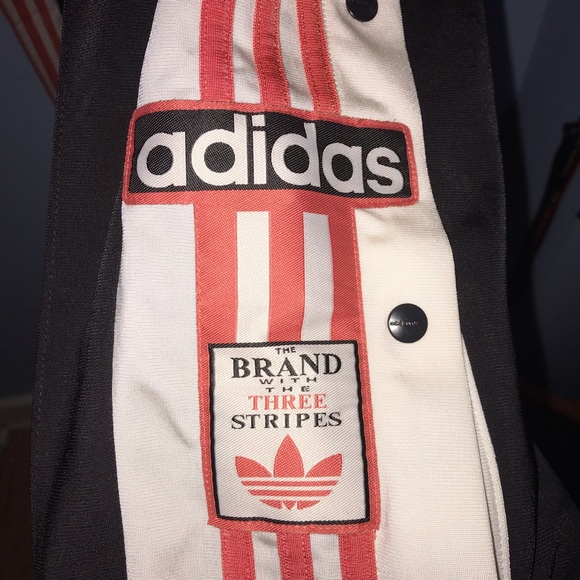 adidas
THE
BRAND
WITH
THE
THREE
STRIPES